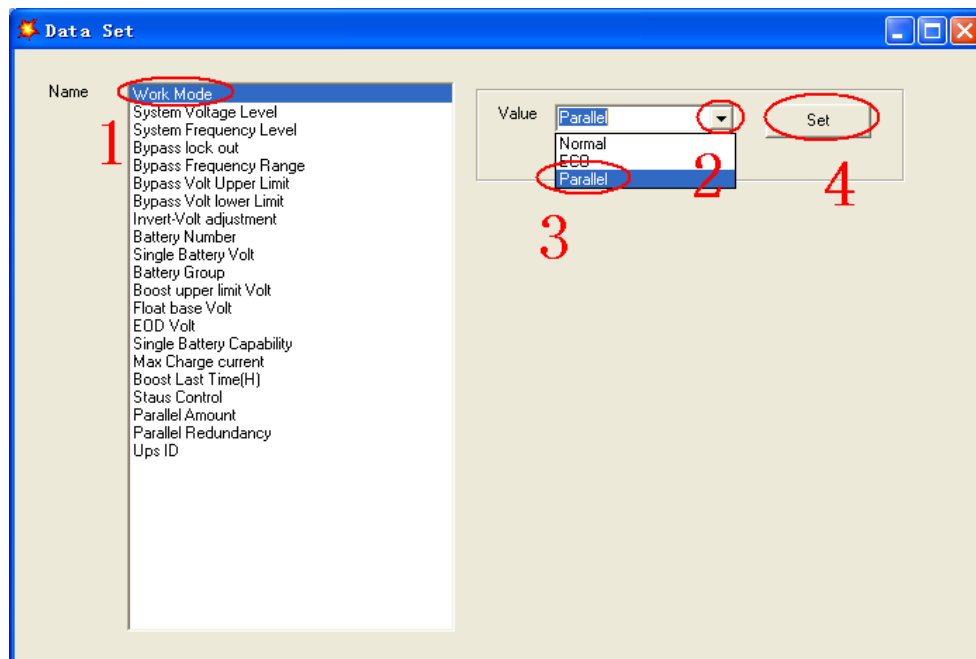 Data Set
Name
Work Mode
System Voltage Level
System Frequency Level
Bypass lock out
Bypass Frequency Range
Bypass Volt Upper Limit
Bypass Volt lower Limit
Invert-Volt adjustment
Battery Number
Single Battery Volt
Battery Group
Boost upper limit Volt
Float base Volt
EOD Volt
Single Battery Capability
Max Charge current
Boost Last Time(H)
Staus Control
Parallel Amount
Parallel Redundancy
Ups ID
1
Value
Parallel
Normal
ECO
Parallel
2
3
Set
4